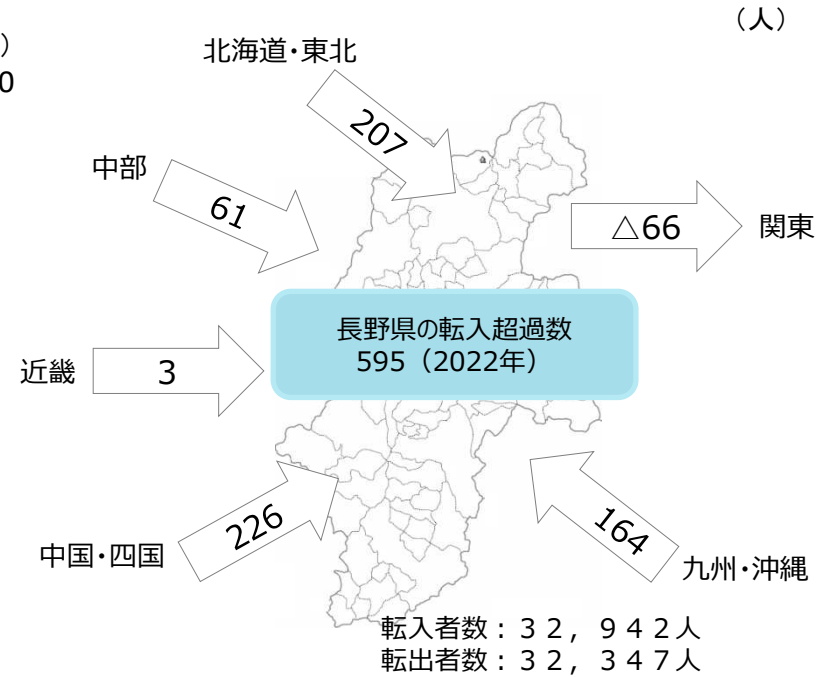 （人）
）
0
北海道・東北
207
中部
61
△66
関東
長野県の転入超過数
595（2022年）
近畿
3
226
中国・四国
164
九州・沖縄
転入者数：３２，９４２人
転出者数：３２，３４７人